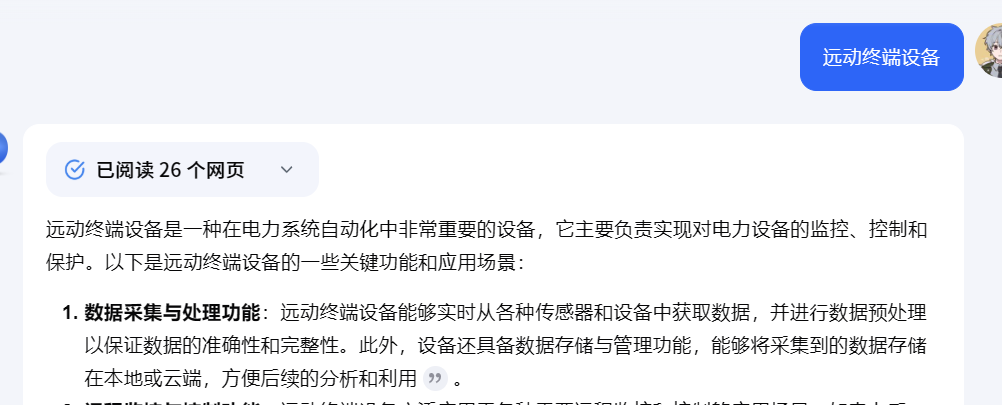 远动终端设备
已阅读 26 个网页
远动终端设备是一种在电力系统自动化中非常重要的设备，它主要负责实现对电力设备的监控、控制和
保护。以下是远动终端设备的一些关键功能和应用场景：
1. 数据采集与处理功能：远动终端设备能够实时从各种传感器和设备中获取数据，并进行数据预处理
以保证数据的准确性和完整性。此外，设备还具备数据存储与管理功能，能够将采集到的数据存储
在本地或云端，方便后续的分析和利用 。